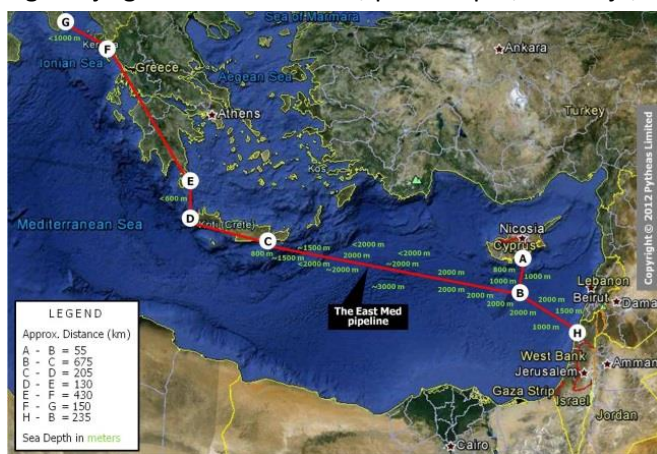 Sea of Marmara
G
<1000 m
F
Ionian Sea
Greece
Aegean Sea
Ankara
Turkey
Athens
E
<600 m
Kos
Mediterranean Sea
D
C
800 m
~1500 m
<2000 m
~1500 m
2000 m
<2000 m
<2000 m
~2000 m
~2000 m
~3000 m
2000 m
2000 m
2000 m
2000 m
2000 m
Nicosia
Cyprus
A
800 m
1000 m
1000 m
B
2000 m
2000 m
1500 m
1000 m
H
Lebanon
Beirut
Dama
The East Med
pipeline
West Bank
Jerusalem
Amman
Gaza Strip
Israel
Jordan
Cairo
LEGEND
Approx. Distance (km)
A - B = 55
B - C = 675
C - D = 205
D - E = 130
E - F = 430
F - G = 150
H - B = 235
Sea Depth in meters
Copyright © 2012 Pytheas Limited